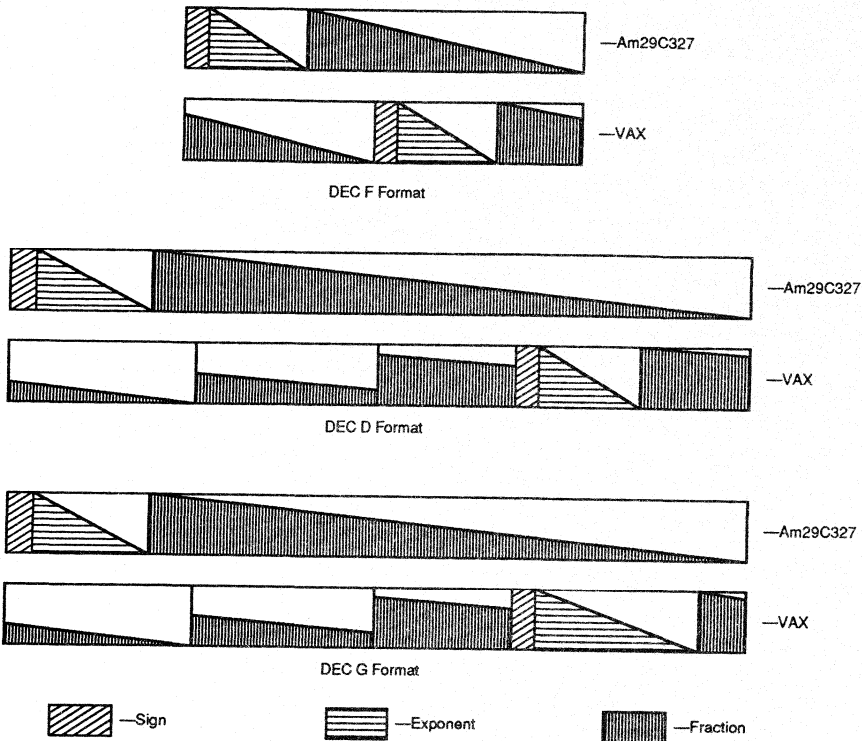 —Am29C327
—VAX
DEC F Format
—Am29C327
—VAX
DEC D Format
—Am29C327
—VAX
DEC G Format
—Sign —Exponent —Fraction